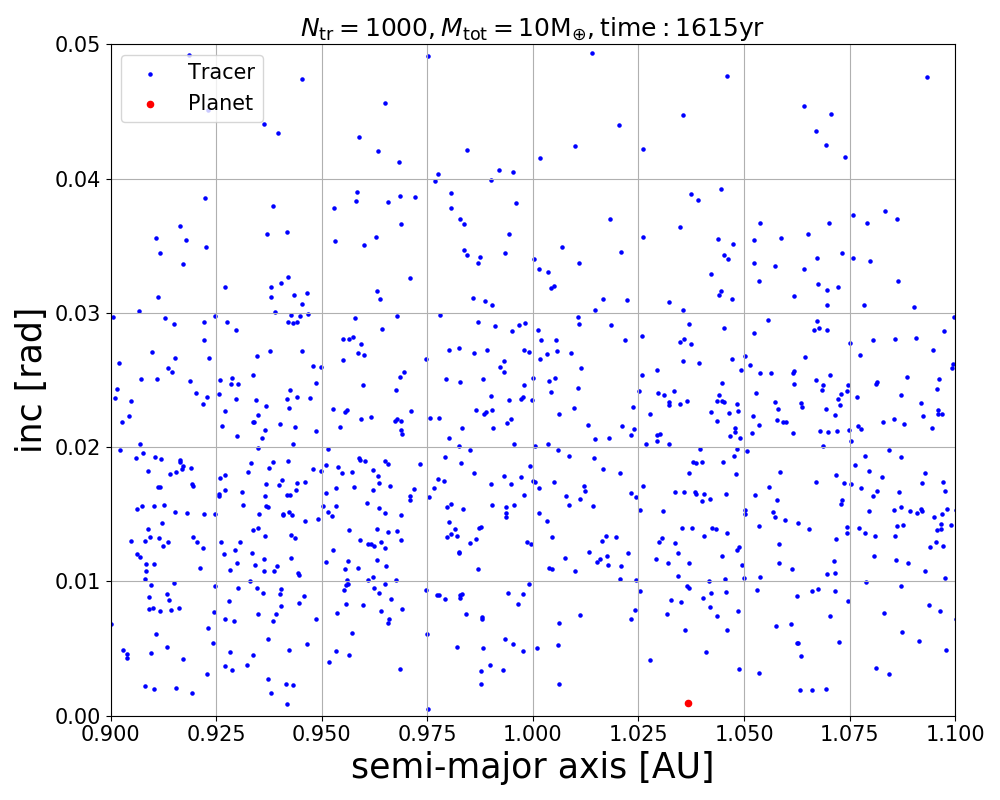 N_tr = 1000, M_tot = 10M_⊕, time : 1615yr
0.05
Tracer
Planet
0.04
0.03
0.02
0.01
0.00
inc [rad]
0.900 0.925 0.950 0.975 1.000 1.025 1.050 1.075 1.100
semi-major axis [AU]